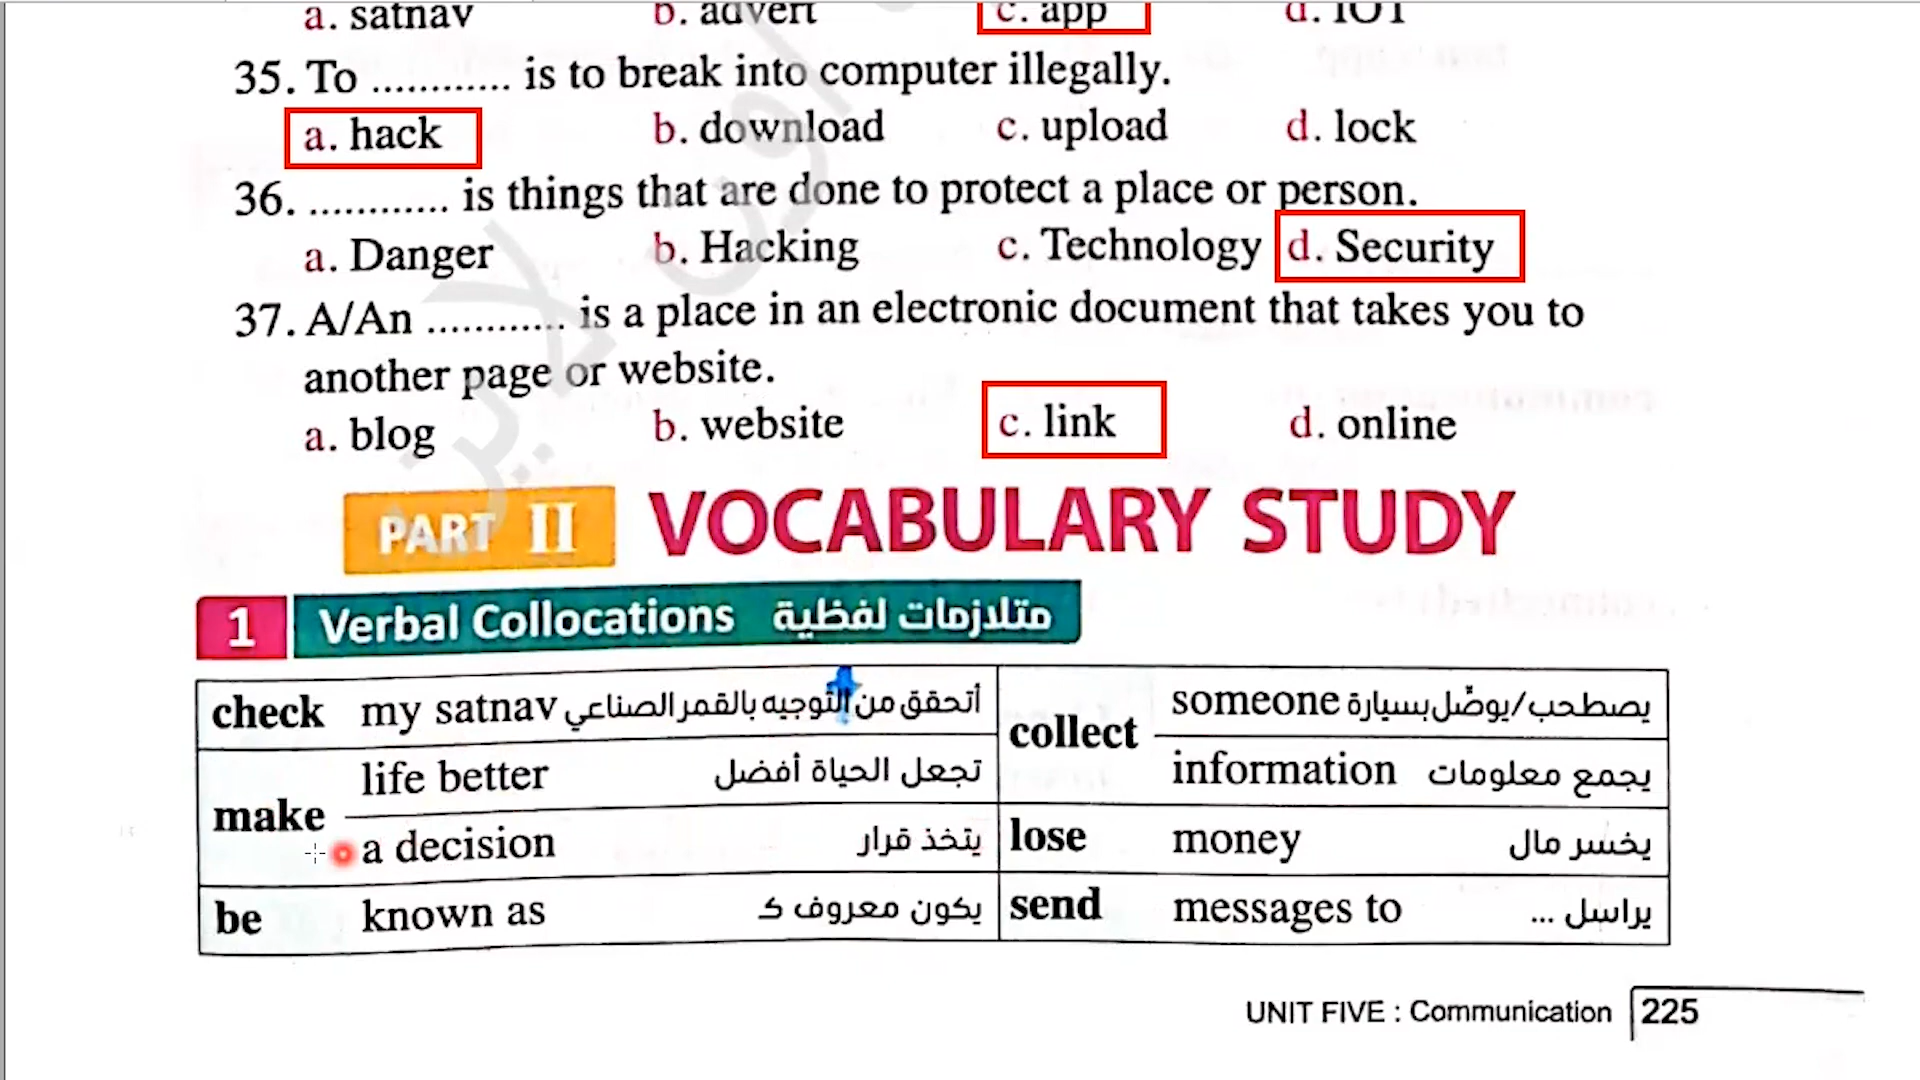 a. satnav b. advert c. app d. IOT
35. To ............ is to break into computer illegally.
a. hack b. download c. upload d. lock
36. ............ is things that are done to protect a place or person.
a. Danger b. Hacking c. Technology d. Security
37. A/An ............ is a place in an electronic document that takes you to
another page or website.
a. blog b. website c. link d. online
PART II VOCABULARY STUDY
1 Verbal Collocations متلازمات لفظية
check my satnav أتحقق من التوجيه بالقمر الصناعي
make life better تجعل الحياة أفضل
a decision يتخذ قرار
be known as يكون معروف كـ
collect someone يصطحب/يوصّل بسيارة
information يجمع معلومات
lose money يخسر مال
send messages to يراسل ...
UNIT FIVE : Communication 225